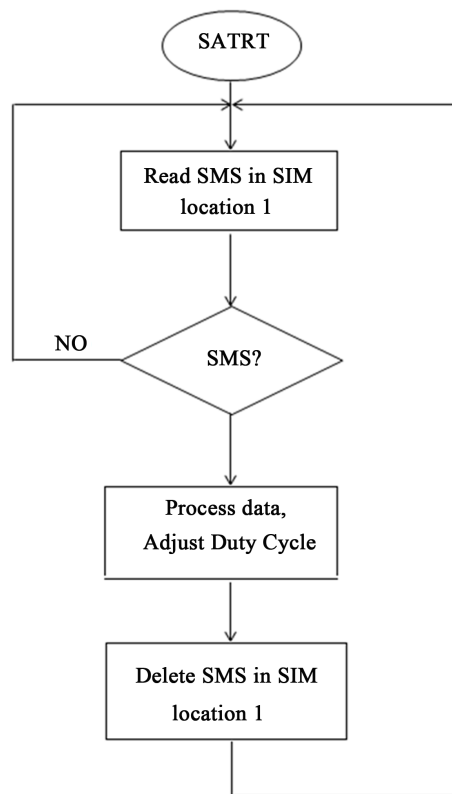 SATRT
Read SMS in SIM
location 1
NO
SMS?
Process data,
Adjust Duty Cycle
Delete SMS in SIM
location 1